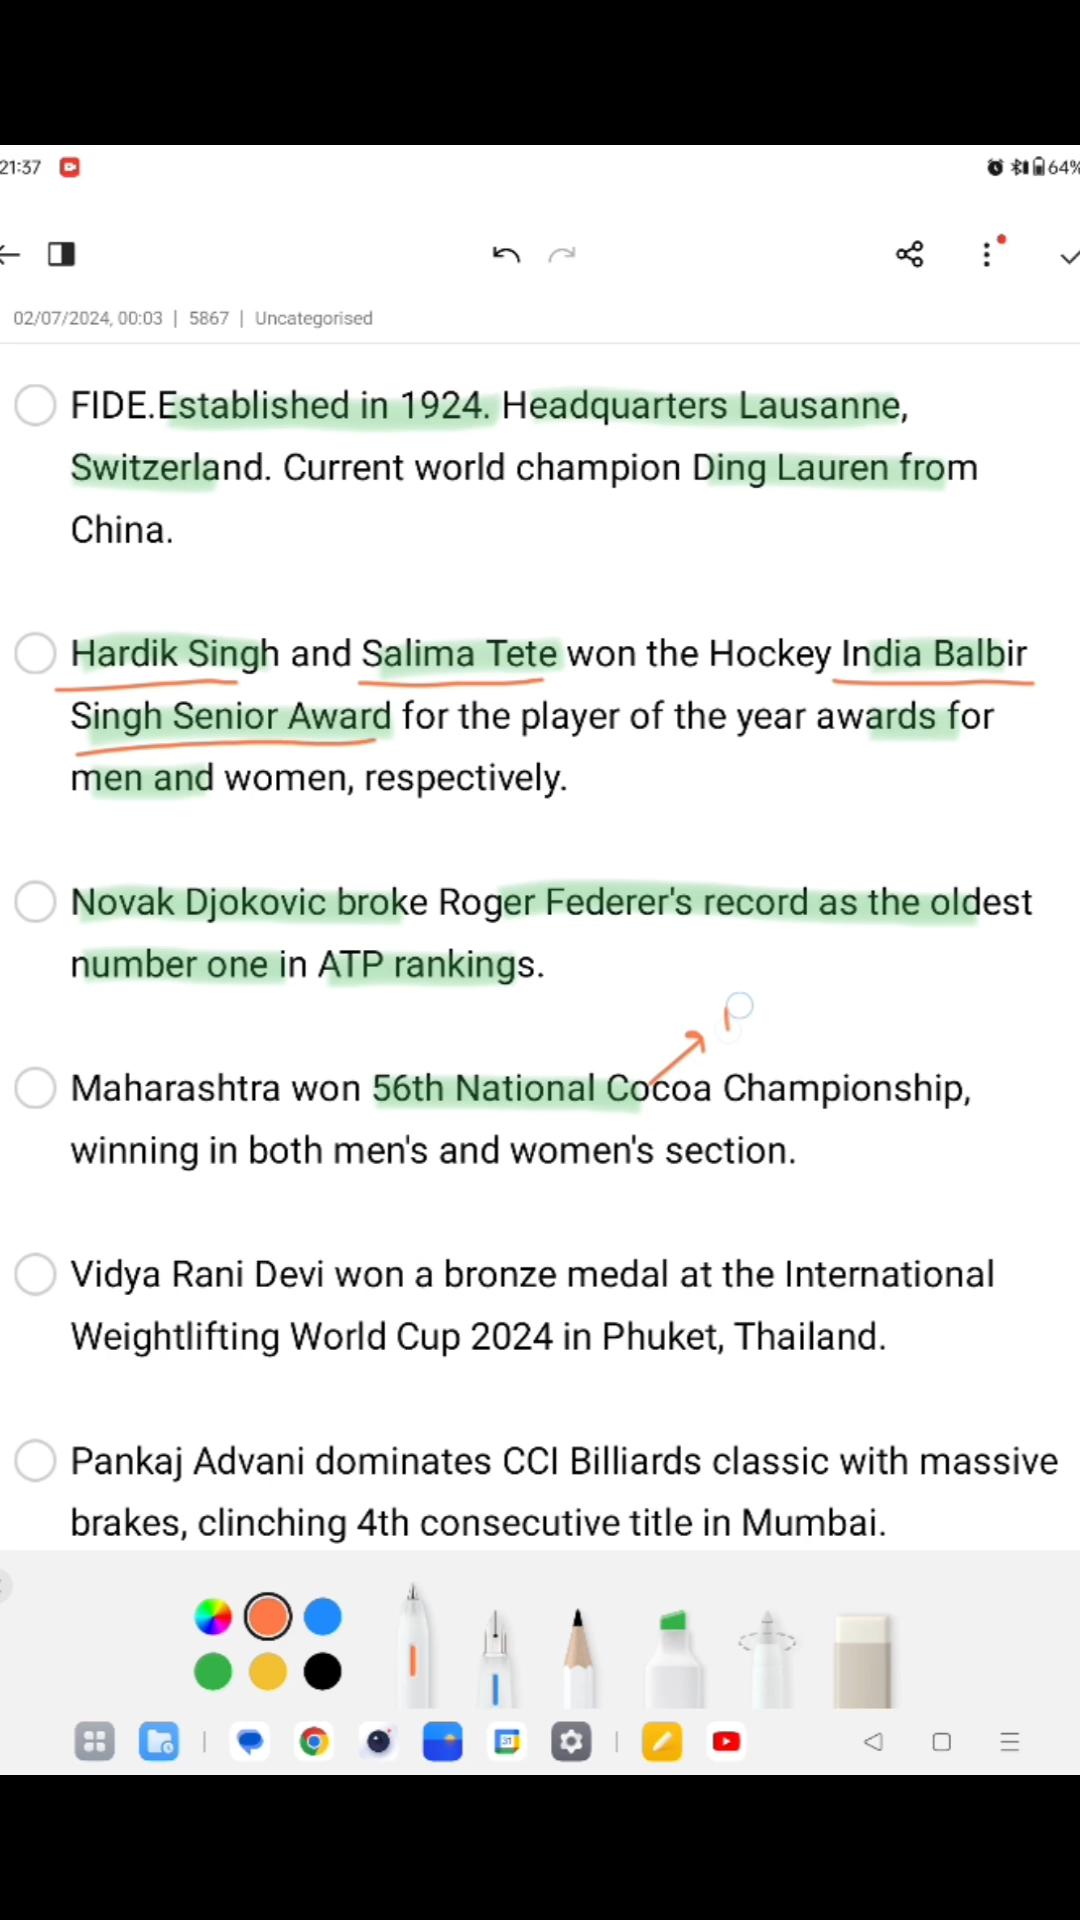 21:37
64%
02/07/2024, 00:03 | 5867 | Uncategorised
FIDE.Established in 1924. Headquarters Lausanne,
Switzerland. Current world champion Ding Lauren from
China.
Hardik Singh and Salima Tete won the Hockey India Balbir
Singh Senior Award for the player of the year awards for
men and women, respectively.
Novak Djokovic broke Roger Federer's record as the oldest
number one in ATP rankings.
Maharashtra won 56th National Cocoa Championship,
winning in both men's and women's section.
Vidya Rani Devi won a bronze medal at the International
Weightlifting World Cup 2024 in Phuket, Thailand.
Pankaj Advani dominates CCI Billiards classic with massive
brakes, clinching 4th consecutive title in Mumbai.
31